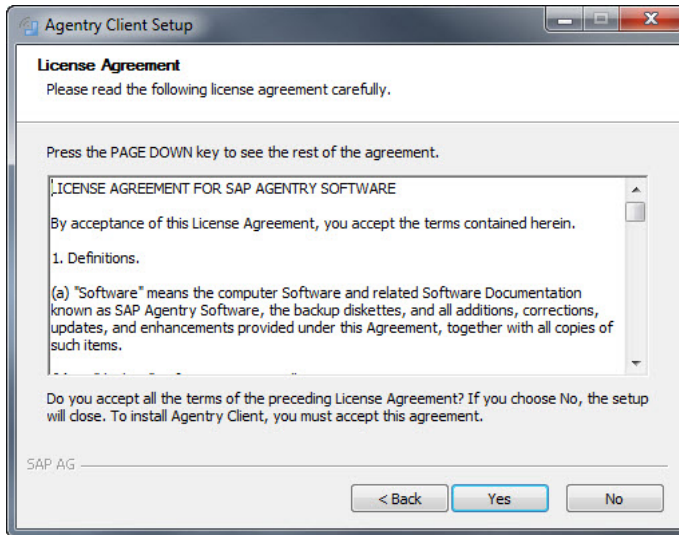 Agentry Client Setup
License Agreement
Please read the following license agreement carefully.
Press the PAGE DOWN key to see the rest of the agreement.
LICENSE AGREEMENT FOR SAP AGENTRY SOFTWARE
By acceptance of this License Agreement, you accept the terms contained herein.
1. Definitions.
(a) "Software" means the computer Software and related Software Documentation
known as SAP Agentry Software, the backup diskettes, and all additions, corrections,
updates, and enhancements provided under this Agreement, together with all copies of
such items.
Do you accept all the terms of the preceding License Agreement? If you choose No, the setup
will close. To install Agentry Client, you must accept this agreement.
SAP AG
< Back
Yes
No